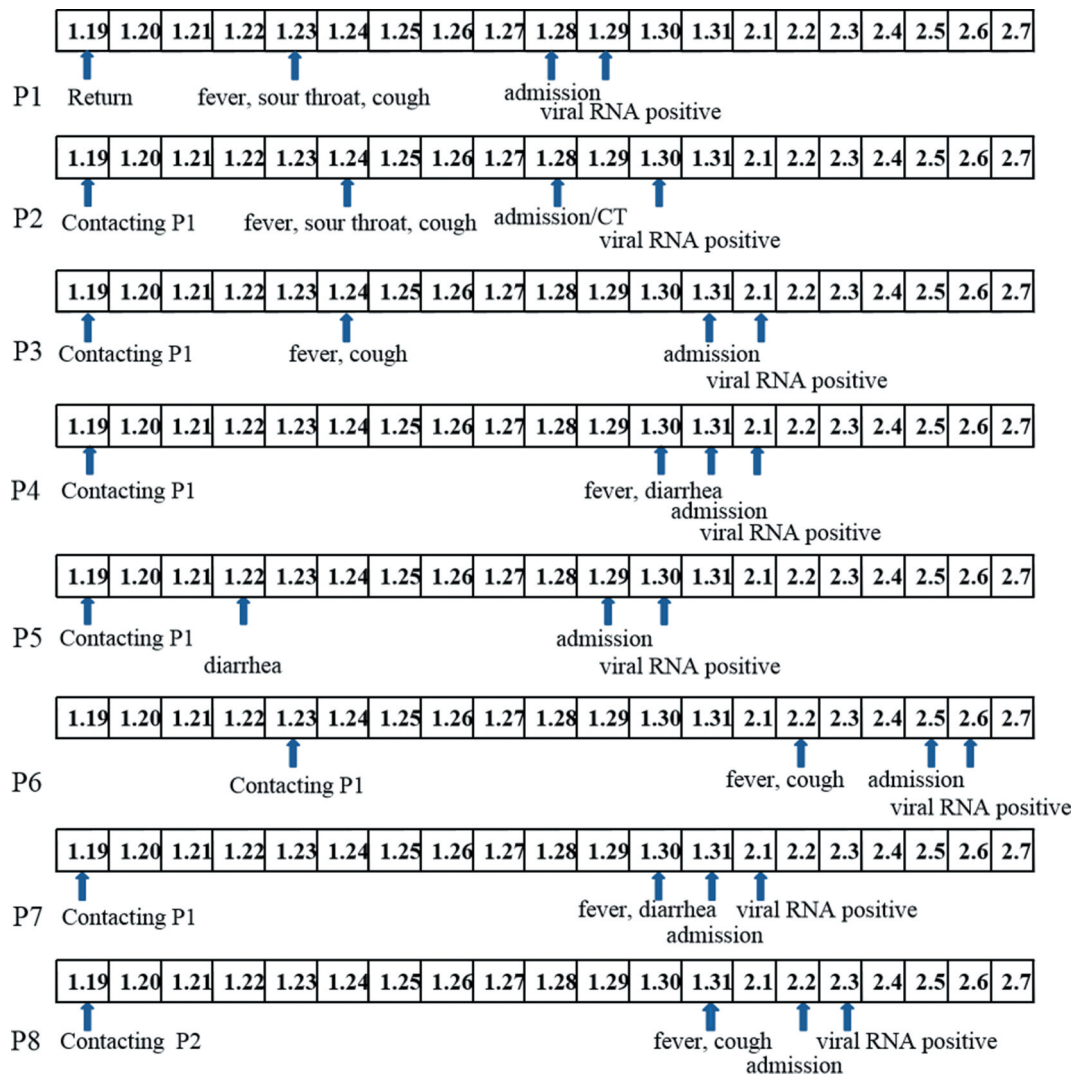 1.19 1.20 1.21 1.22 1.23 1.24 1.25 1.26 1.27 1.28 1.29 1.30 1.31 2.1 2.2 2.3 2.4 2.5 2.6 2.7
P1 Return fever, sour throat, cough admission
viral RNA positive
1.19 1.20 1.21 1.22 1.23 1.24 1.25 1.26 1.27 1.28 1.29 1.30 1.31 2.1 2.2 2.3 2.4 2.5 2.6 2.7
P2 Contacting P1 fever, sour throat, cough admission/CT
viral RNA positive
1.19 1.20 1.21 1.22 1.23 1.24 1.25 1.26 1.27 1.28 1.29 1.30 1.31 2.1 2.2 2.3 2.4 2.5 2.6 2.7
P3 Contacting P1 fever, cough admission
viral RNA positive
1.19 1.20 1.21 1.22 1.23 1.24 1.25 1.26 1.27 1.28 1.29 1.30 1.31 2.1 2.2 2.3 2.4 2.5 2.6 2.7
P4 Contacting P1 fever, diarrhea
admission
viral RNA positive
1.19 1.20 1.21 1.22 1.23 1.24 1.25 1.26 1.27 1.28 1.29 1.30 1.31 2.1 2.2 2.3 2.4 2.5 2.6 2.7
P5 Contacting P1 admission
diarrhea viral RNA positive
1.19 1.20 1.21 1.22 1.23 1.24 1.25 1.26 1.27 1.28 1.29 1.30 1.31 2.1 2.2 2.3 2.4 2.5 2.6 2.7
P6 Contacting P1 fever, cough admission
viral RNA positive
1.19 1.20 1.21 1.22 1.23 1.24 1.25 1.26 1.27 1.28 1.29 1.30 1.31 2.1 2.2 2.3 2.4 2.5 2.6 2.7
P7 Contacting P1 fever, diarrhea viral RNA positive
admission
1.19 1.20 1.21 1.22 1.23 1.24 1.25 1.26 1.27 1.28 1.29 1.30 1.31 2.1 2.2 2.3 2.4 2.5 2.6 2.7
P8 Contacting P2 fever, cough viral RNA positive
admission